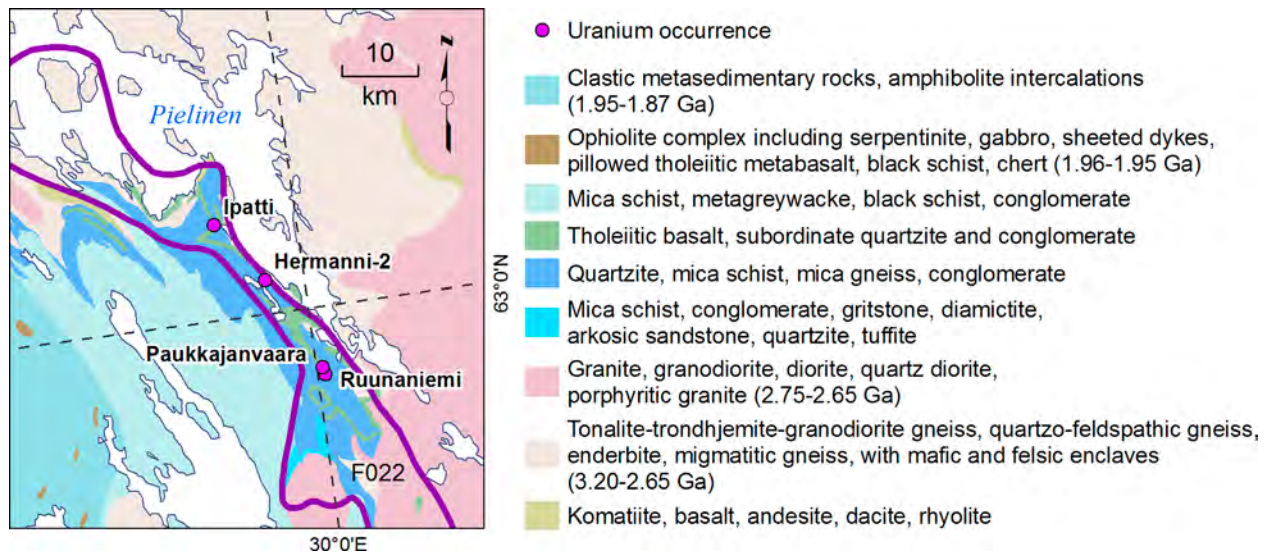 10
km
z
Pielinen
Ipatti
Hermanni-2
Paukkajanvaara
Ruunaniemi
F022
63°0'N
30°0'E
Uranium occurrence
Clastic metasedimentary rocks, amphibolite intercalations
(1.95-1.87 Ga)
Ophiolite complex including serpentinite, gabbro, sheeted dykes,
pillowed tholeiitic metabasalt, black schist, chert (1.96-1.95 Ga)
Mica schist, metagreywacke, black schist, conglomerate
Tholeiitic basalt, subordinate quartzite and conglomerate
Quartzite, mica schist, mica gneiss, conglomerate
Mica schist, conglomerate, gritstone, diamictite,
arkosic sandstone, quartzite, tuffite
Granite, granodiorite, diorite, quartz diorite,
porphyritic granite (2.75-2.65 Ga)
Tonalite-trondhjemite-granodiorite gneiss, quartzo-feldspathic gneiss,
enderbite, migmatitic gneiss, with mafic and felsic enclaves
(3.20-2.65 Ga)
Komatiite, basalt, andesite, dacite, rhyolite